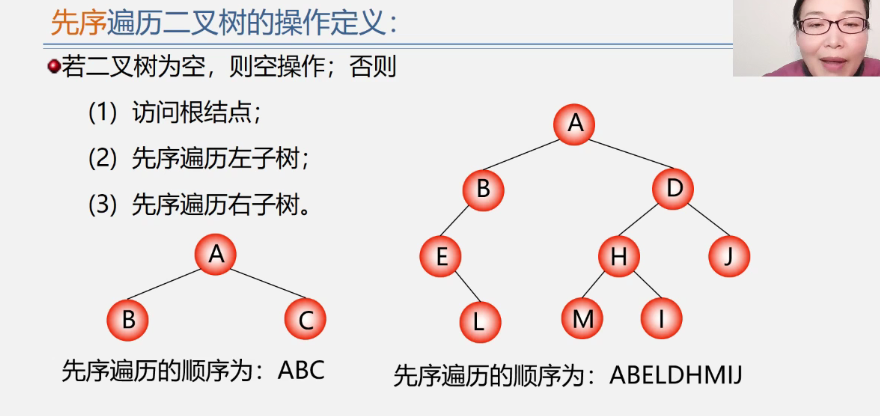 先序遍历二叉树的操作定义：
若二叉树为空，则空操作；否则
(1) 访问根结点；
(2) 先序遍历左子树；
(3) 先序遍历右子树。
A
B
C
先序遍历的顺序为：ABC
A
B
D
E
H
J
L
M
I
先序遍历的顺序为：ABELDHMIJ